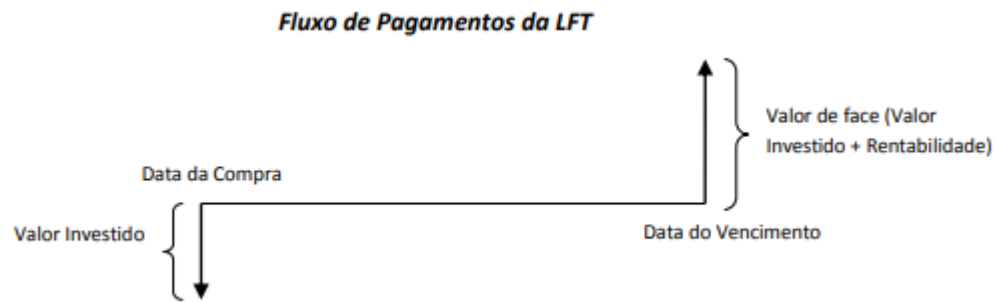 Fluxo de Pagamentos da LFT
Valor de face (Valor
Investido + Rentabilidade)
Data da Compra
Valor Investido
Data do Vencimento